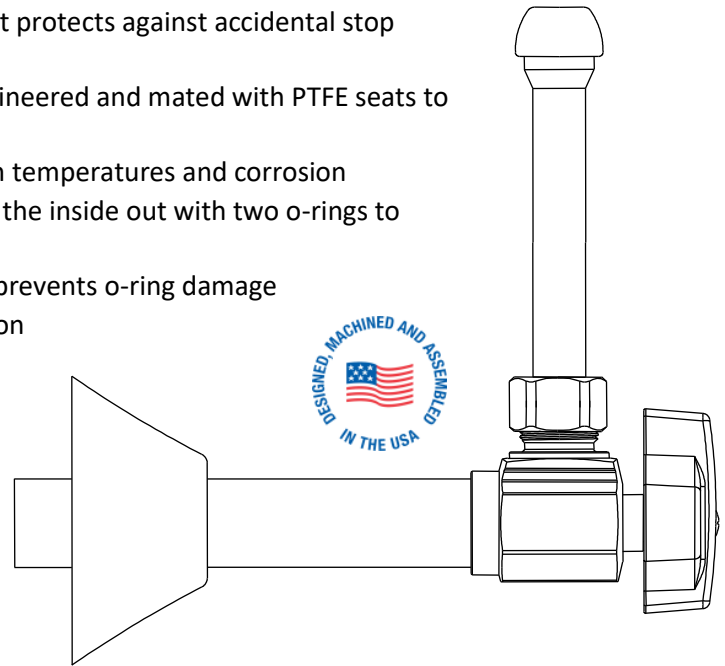 t protects against accidental stop
ineered and mated with PTFE seats to
n temperatures and corrosion
the inside out with two o-rings to
prevents o-ring damage
on
DESIGNED, MACHINED AND ASSEMBLED
IN THE USA